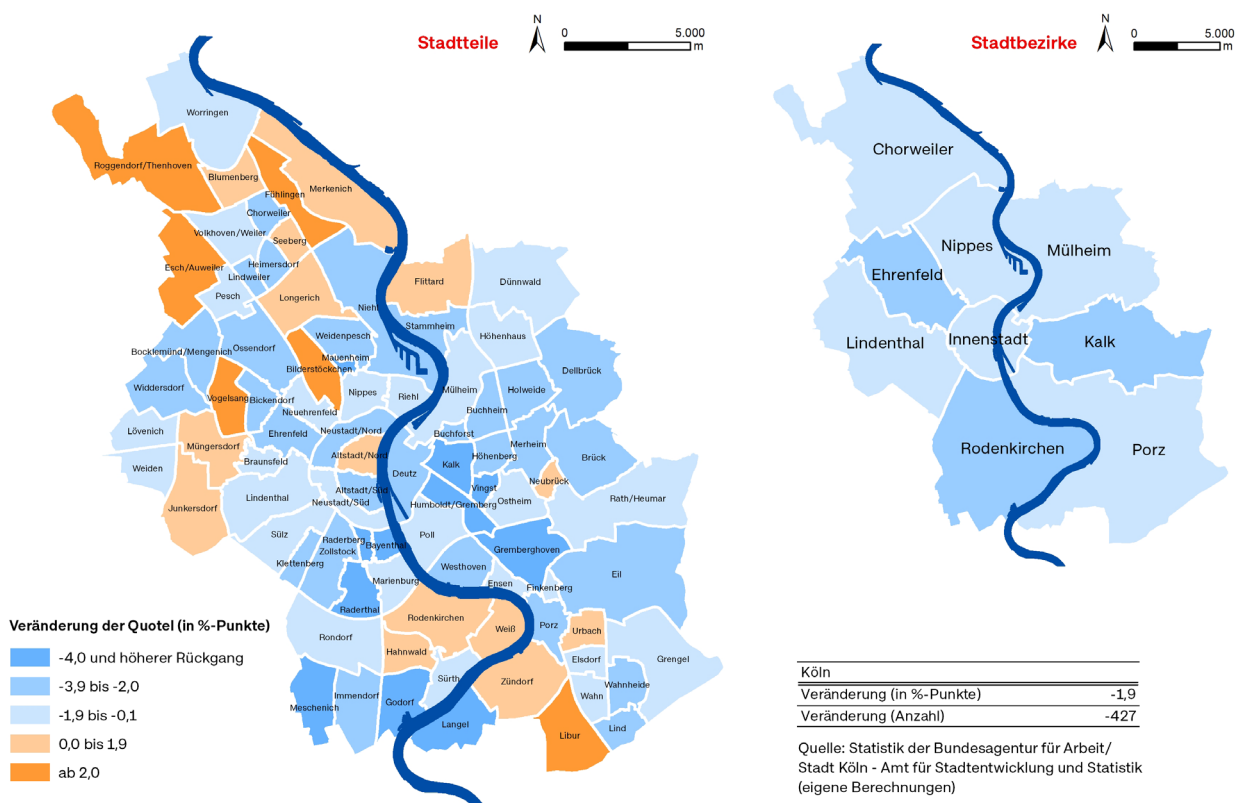 Stadtteile
N
0
5.000
m
Stadtbezirke
N
0
5.000
m
Worringen
Roggendorf/Thenhoven
Blumenberg
Fühlingen
Merkenich
Chorweiler
Volkhoven/Weiler
Seeberg
Esch/Auweiler
Heimersdorf
Lindweiler
Pesch
Longerich
Niehl
Flittard
Dünnwald
Stammheim
Höhenhaus
Weidenpesch
Ossendorf
Bocklemünd/Mengenich
Mauenheim
Bilderstöckchen
Dellbrück
Widdersdorf
Vogelsang
Bickendorf
Nippes
Riehl
Mülheim
Holweide
Neuehrenfeld
Buchheim
Lövenich
Ehrenfeld
Neustadt/Nord
Buchforst
Müngersdorf
Merheim
Altstadt/Nord
Höhenberg
Brück
Weiden
Braunsfeld
Kalk
Deutz
Neubrück
Vingst
Altstadt/Süd
Lindenthal
Neustadt/Süd
Humboldt/Gremberg
Ostheim
Rath/Heumar
Junkersdorf
Sülz
Poll
Raderberg
Zollstock
Bayenthal
Gremberghoven
Klettenberg
Westhoven
Eil
Marienburg
Ensen
Finkenberg
Raderthal
Rodenkirchen
Weiß
Porz
Urbach
Rondorf
Hahnwald
Elsdorf
Grengel
Sürth
Zündorf
Wahn
Wahnheide
Immendorf
Meschenich
Godorf
Langel
Lind
Libur
Chorweiler
Nippes
Mülheim
Ehrenfeld
Lindenthal
Innenstadt
Kalk
Rodenkirchen
Porz
Veränderung der Quotel (in %-Punkte)
-4,0 und höherer Rückgang
-3,9 bis -2,0
-1,9 bis -0,1
0,0 bis 1,9
ab 2,0
Köln
Veränderung (in %-Punkte) -1,9
Veränderung (Anzahl) -427
Quelle: Statistik der Bundesagentur für Arbeit/
Stadt Köln - Amt für Stadtentwicklung und Statistik
(eigene Berechnungen)